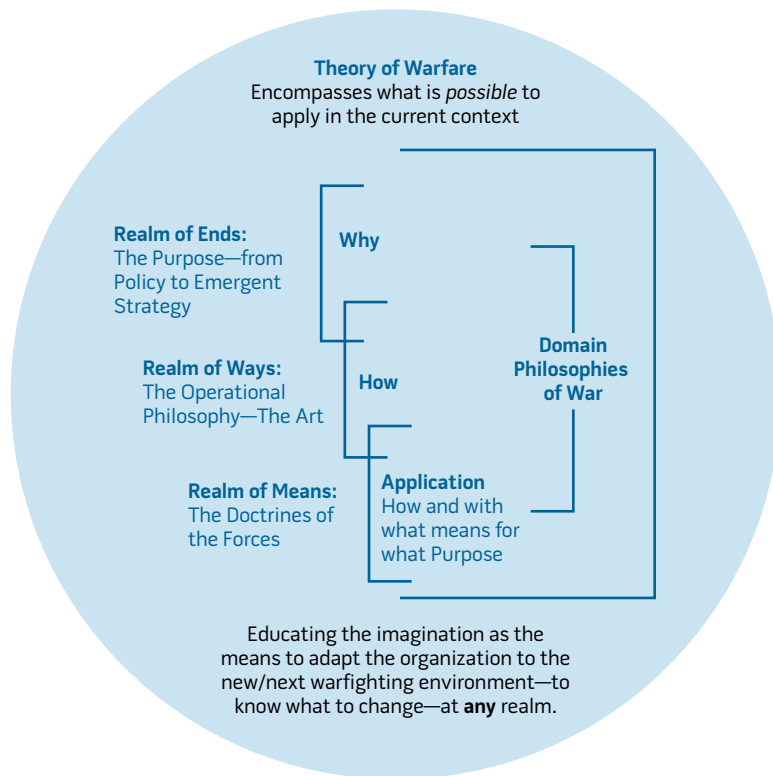 Theory of Warfare
Encompasses what is possible to
apply in the current context
Realm of Ends:
The Purpose—from
Policy to Emergent
Strategy
Why
Realm of Ways:
The Operational
Philosophy—The Art
How
Domain
Philosophies
of War
Realm of Means:
The Doctrines of
the Forces
Application
How and with
what means for
what Purpose
Educating the imagination as the
means to adapt the organization to the
new/next warfighting environment—to
know what to change—at any realm.